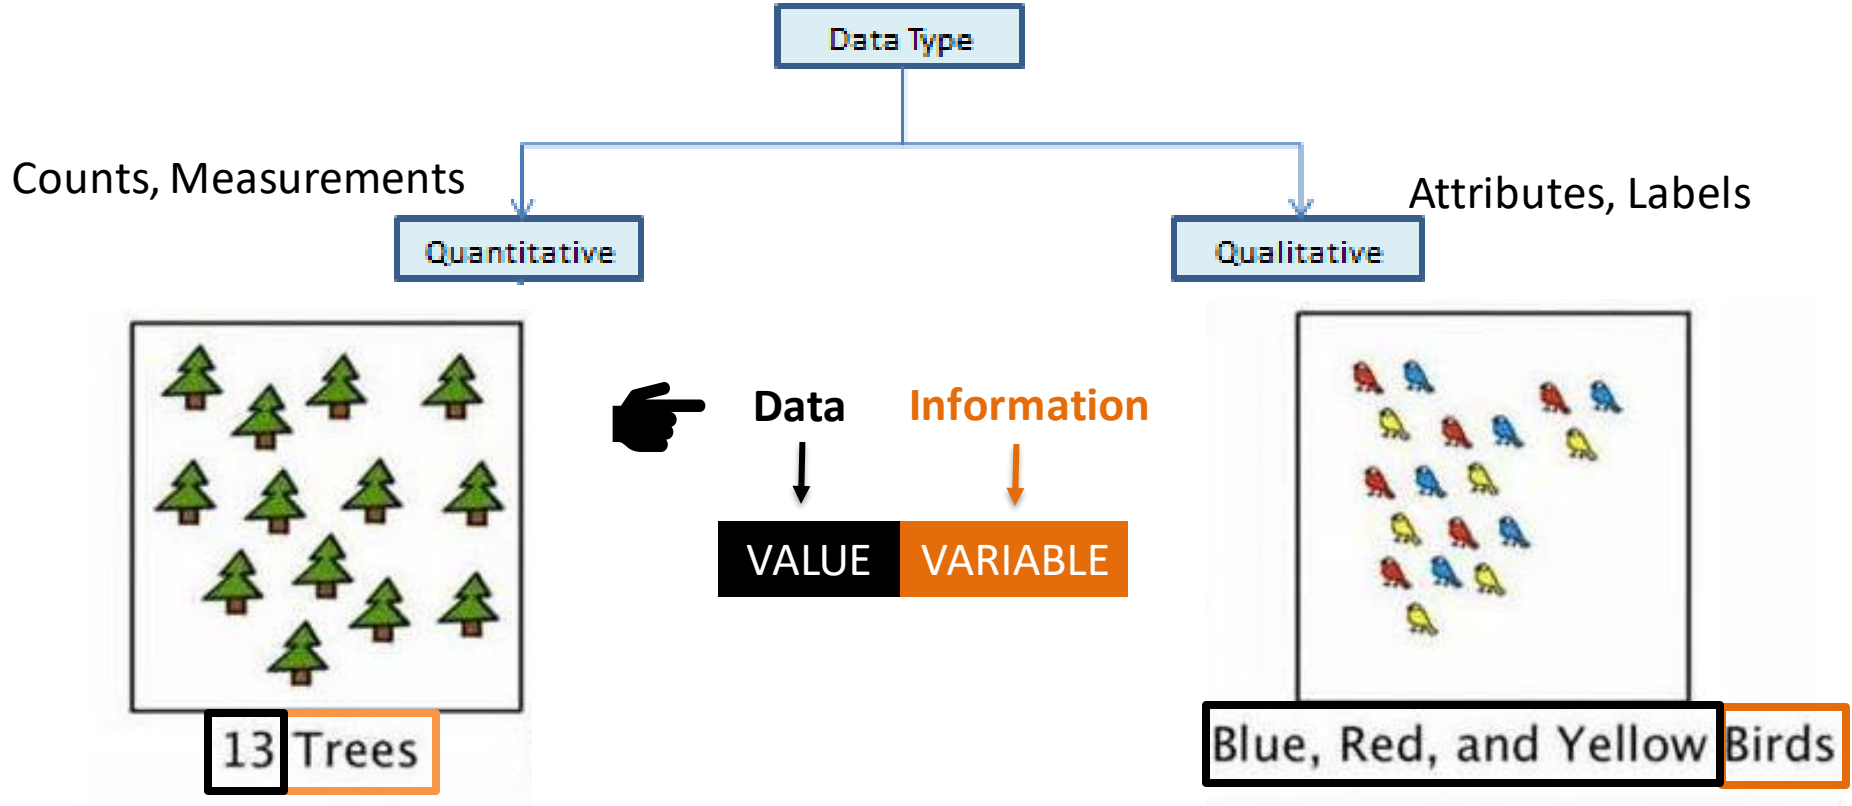 Data Type
Counts, Measurements
Attributes, Labels
Quantitative
Qualitative
Data Information
VALUE VARIABLE
13 Trees
Blue, Red, and Yellow Birds